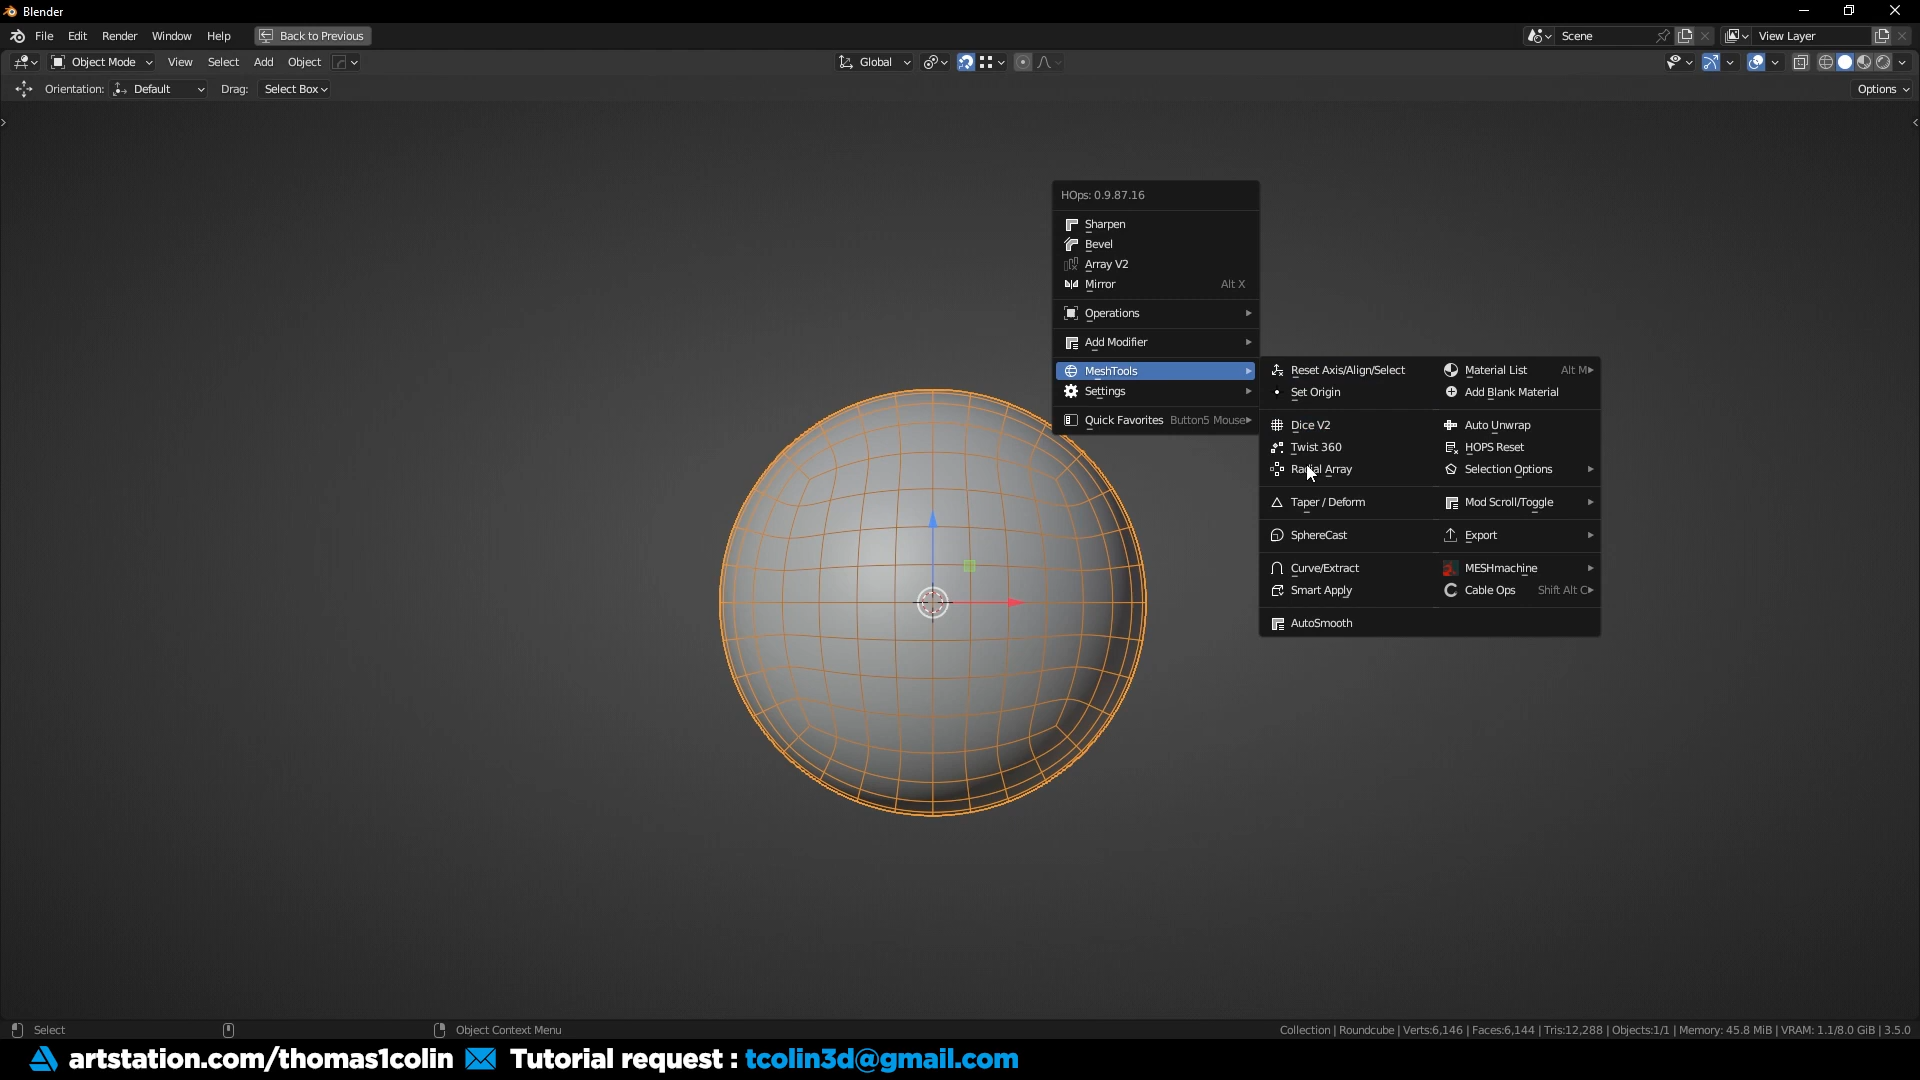 Blender
File Edit Render Window Help Back to Previous Scene View Layer
Object Mode View Select Add Object Global
Orientation: Default Drag: Select Box Options
HOps: 0.9.87.16
Sharpen
Bevel
Array V2
Mirror Alt X
Operations
Add Modifier
MeshTools
Settings
Quick Favorites Button5 Mouse
Reset Axis/Align/Select Material List Alt M
Set Origin Add Blank Material
Dice V2 Auto Unwrap
Twist 360 HOPS Reset
Radial Array Selection Options
Taper / Deform Mod Scroll/Toggle
SphereCast Export
Curve/Extract MESHmachine
Smart Apply Cable Ops Shift Alt C
AutoSmooth
Select Object Context Menu Collection | Roundcube | Verts:6,146 | Faces:6,144 | Tris:12,288 | Objects:1/1 | Memory: 45.8 MiB | VRAM: 1.1/8.0 GiB | 3.5.0
artstation.com/thomas1colin Tutorial request : tcolin3d@gmail.com